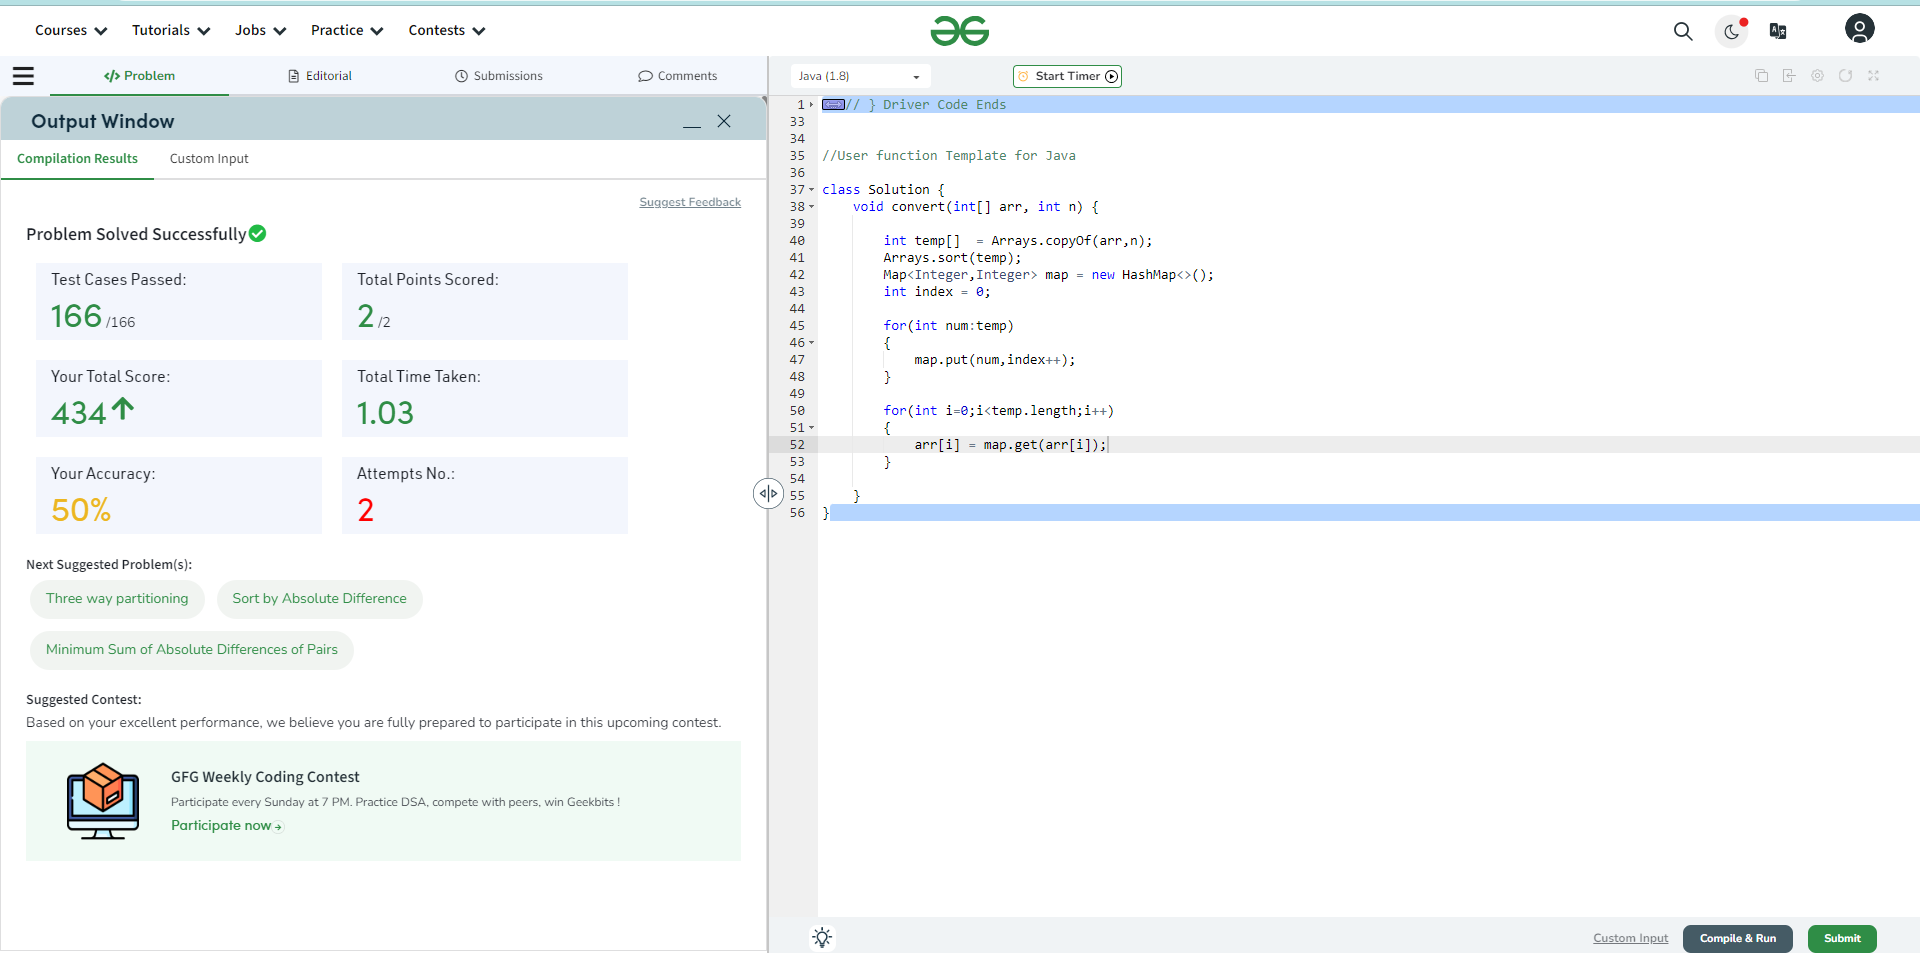 Courses Tutorials Jobs Practice Contests
Problem Editorial Submissions Comments
Output Window
Compilation Results Custom Input
Suggest Feedback
Problem Solved Successfully
Test Cases Passed:
166 /166
Total Points Scored:
2 /2
Your Total Score:
434
Total Time Taken:
1.03
Your Accuracy:
50%
Attempts No.:
2
Next Suggested Problem(s):
Three way partitioning Sort by Absolute Difference
Minimum Sum of Absolute Differences of Pairs
Suggested Contest:
Based on your excellent performance, we believe you are fully prepared to participate in this upcoming contest.
GFG Weekly Coding Contest
Participate every Sunday at 7 PM. Practice DSA, compete with peers, win Geekbits !
Participate now
Java (1.8) Start Timer
1 // } Driver Code Ends
33
34
35 //User function Template for Java
36
37 class Solution {
38 void convert(int[] arr, int n) {
39
40 int temp[]  = Arrays.copyOf(arr,n);
41 Arrays.sort(temp);
42 Map<Integer,Integer> map = new HashMap<>();
43 int index = 0;
44
45 for(int num:temp)
46 {
47 map.put(num,index++);
48 }
49
50 for(int i=0;i<temp.length;i++)
51 {
52 arr[i] = map.get(arr[i]);
53 }
54
55 }
56 }
Custom Input Compile & Run Submit